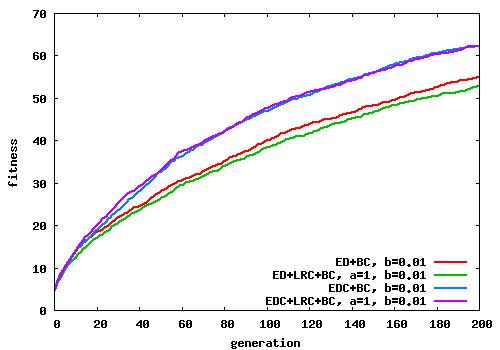 70
60
50
40
30
20
10
0
fitness
ED+BC, b=0.01
ED+LRC+BC, a=1, b=0.01
EDC+BC, b=0.01
EDC+LRC+BC, a=1, b=0.01
0 20 40 60 80 100 120 140 160 180 200
generation